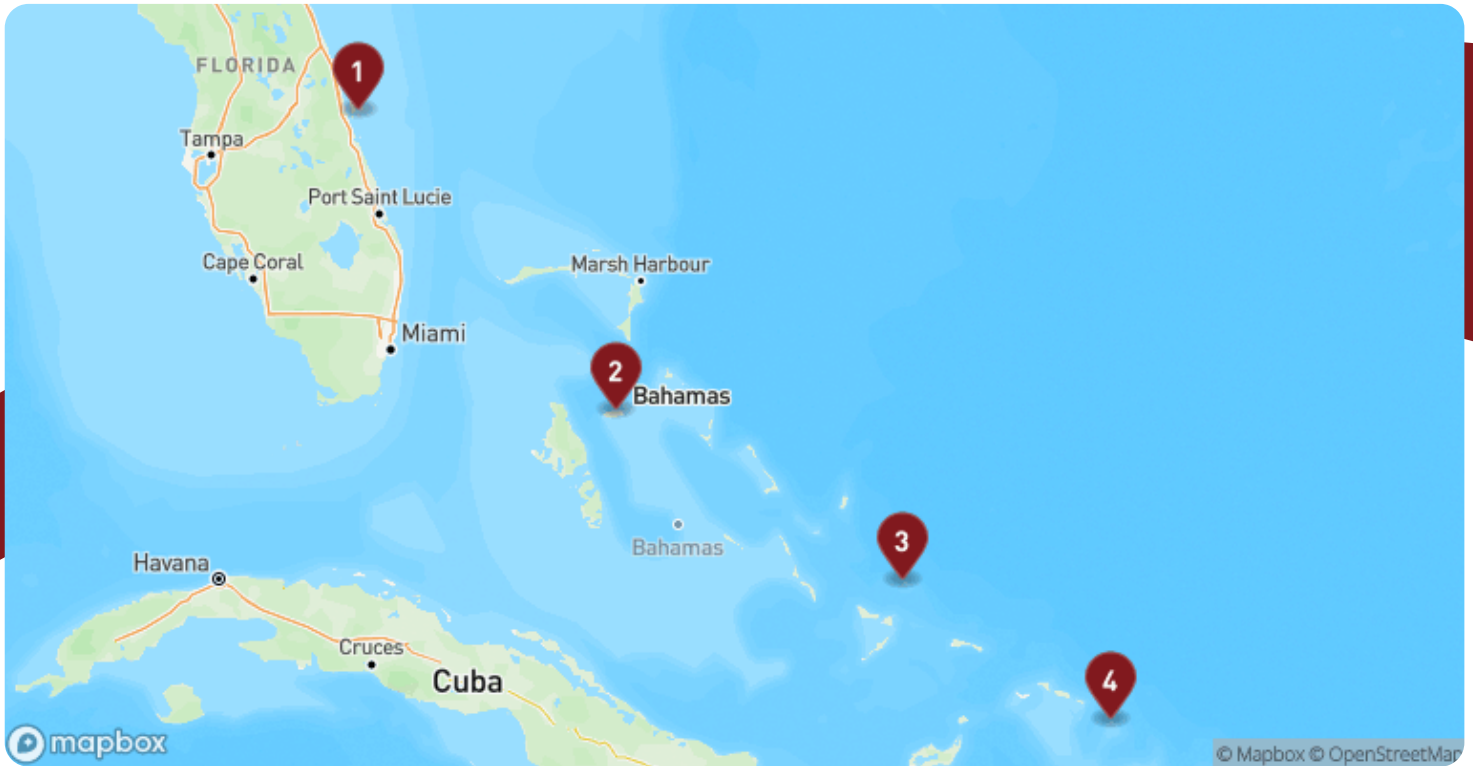 FLORIDA
1
Tampa
Port Saint Lucie
Cape Coral
Marsh Harbour
Miami
2
Bahamas
3
Bahamas
Havana
Cruces
Cuba
4
mapbox
© Mapbox © OpenStreetMap